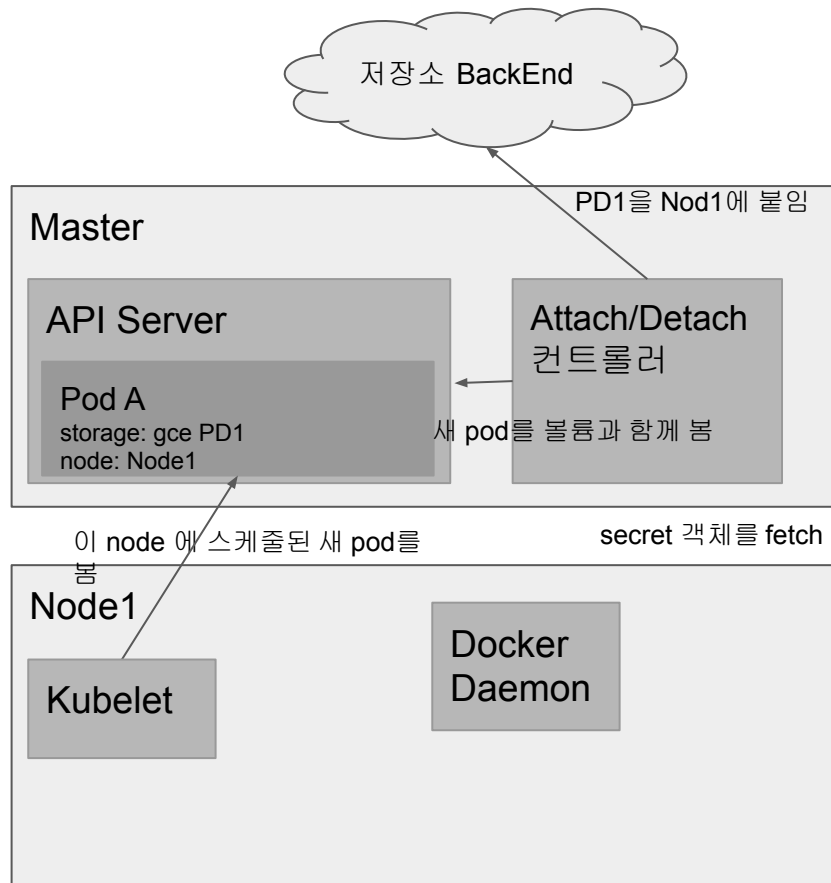 저장소 BackEnd
PD1을 Nod1에 붙임
Master
API Server
Attach/Detach
컨트롤러
Pod A
storage: gce PD1
node: Node1
새 pod를 볼륨과 함께 봄
이 node 에 스케줄된 새 pod를
봄
secret 객체를 fetch
Node1
Kubelet
Docker
Daemon